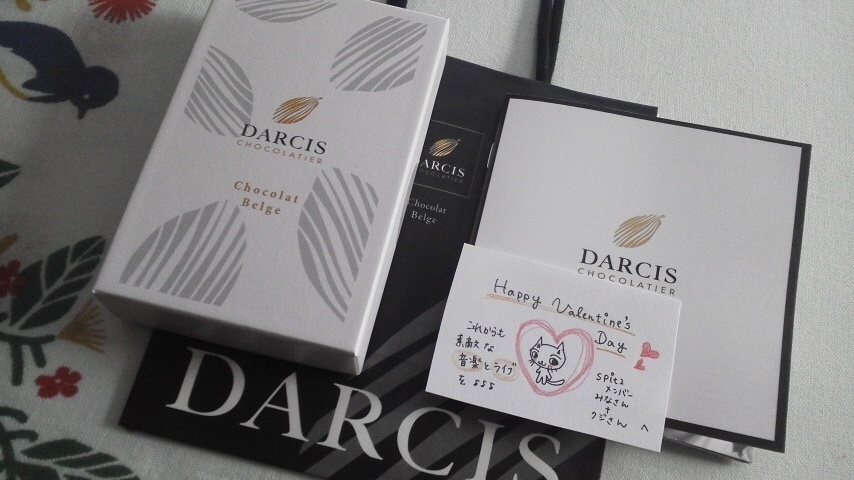 DARCIS
CHOCOLATIER
Chocolat
Belge
ARCIS
Chocolat
Belge
DARCIS
CHOCOLATIER
Happy Valentine's
Day
これからも
素敵な
音楽とライブ
を♪♪♪
spitz
メンバー
みなさん
+
クジさん へ
DARCIS